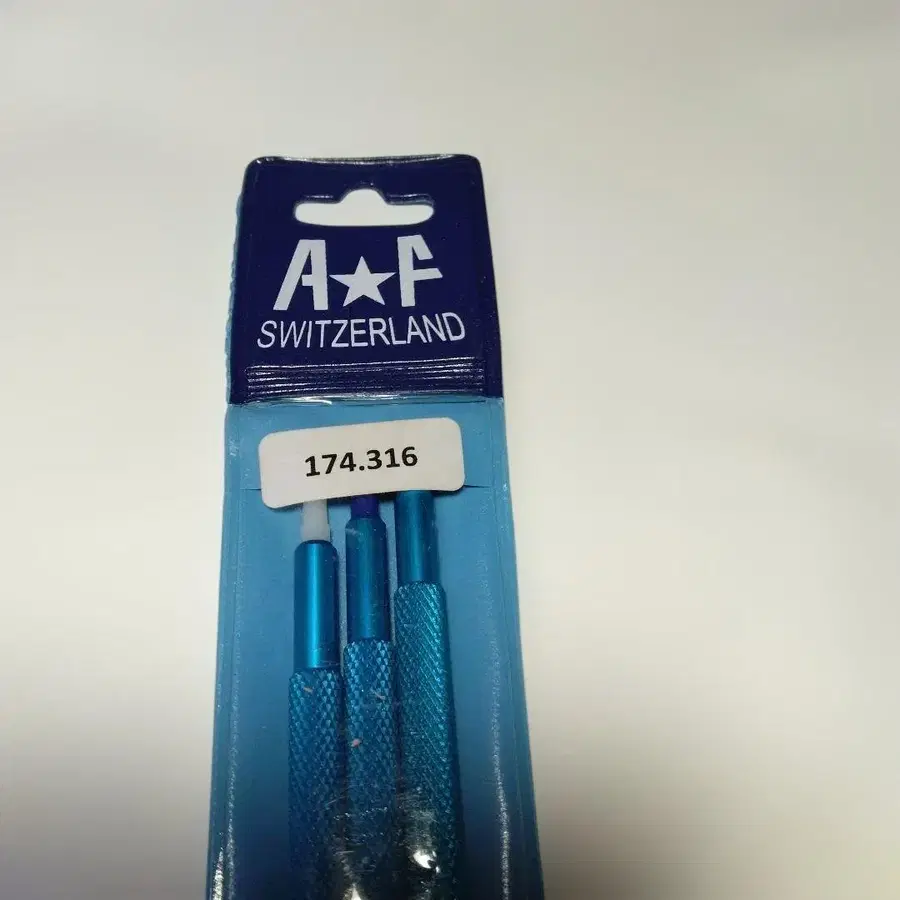 A★F
SWITZERLAND
174.316